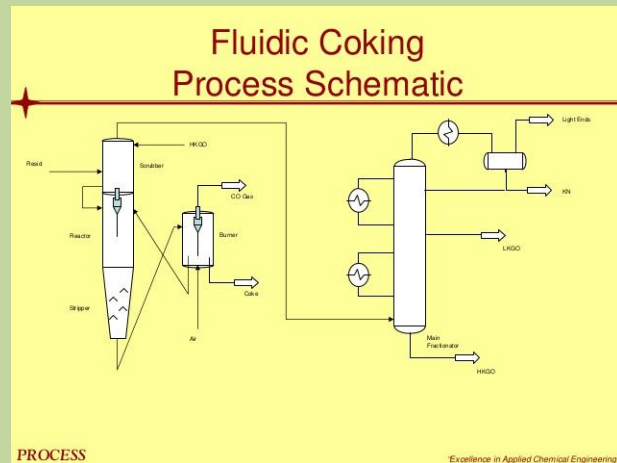 Fluidic Coking
Process Schematic
Light Ends
HKGO
Resid
Scrubber
KN
CO Gas
Reactor
Burner
LKGO
Coke
Stripper
Air
Main
Fractionator
HKGO
PROCESS
"Excellence in Applied Chemical Engineering